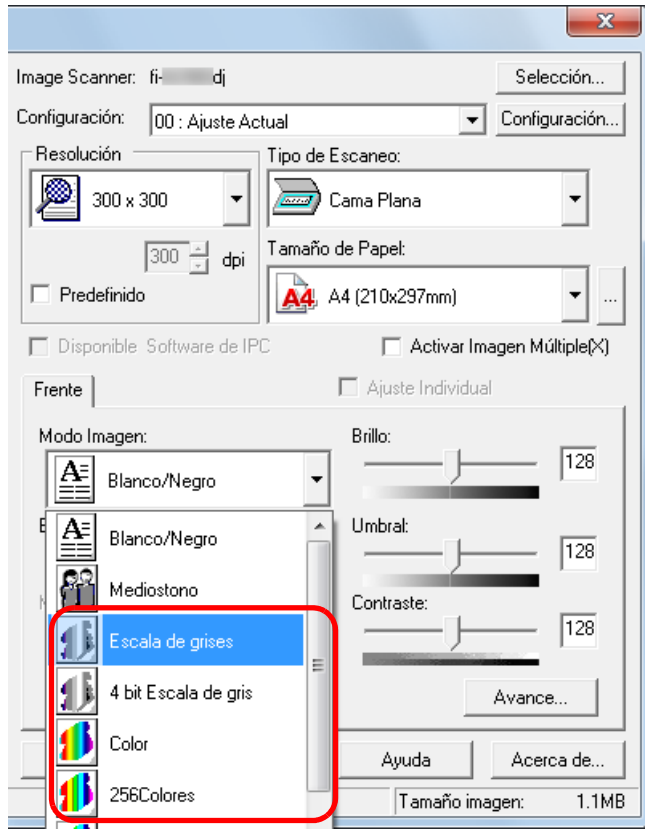 Image Scanner: fi- dj
Selección...
Configuración:
00 : Ajuste Actual
Configuración...
Resolución
300 x 300
300
dpi
Predefinido
Tipo de Escaneo:
Cama Plana
Tamaño de Papel:
A4 A4 (210x297mm)
...
Disponible Software de IPC
Activar Imagen Múltiple(X)
Frente
Ajuste Individual
Modo Imagen:
Blanco/Negro
Blanco/Negro
Mediostono
Escala de grises
4 bit Escala de gris
Color
256Colores
Brillo:
128
Umbral:
128
Contraste:
128
Avance...
Ayuda
Acerca de...
Tamaño imagen:
1.1MB